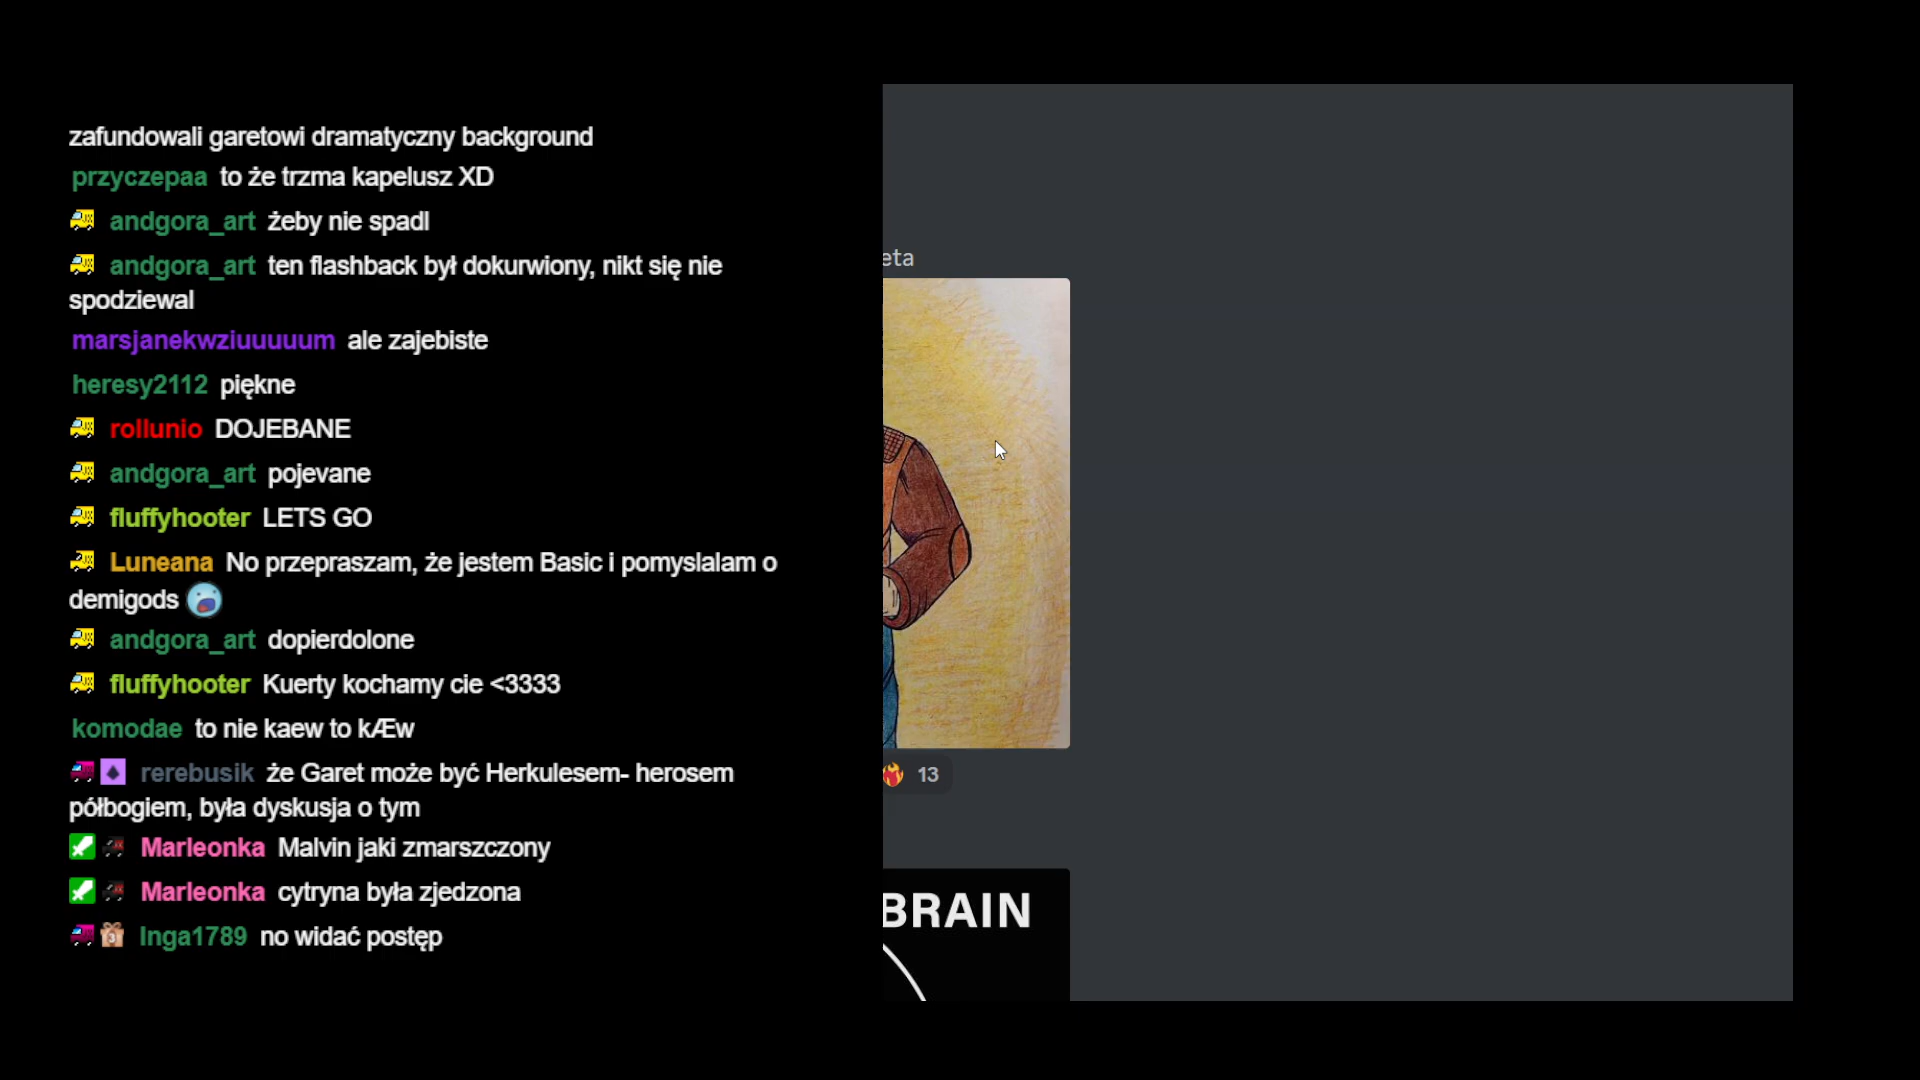 zafundowali garetowi dramatyczny background
przyczepaa to że trzma kapelusz XD
andgora_art żeby nie spadl
andgora_art ten flashback był dokurwiony, nikt się nie
spodziewal
marsjanekwziuuuuum ale zajebiste
heresy2112 piękne
rollunio DOJEBANE
andgora_art pojevane
fluffyhooter LETS GO
Luneana No przepraszam, że jestem Basic i pomyslalam o
demigods
andgora_art dopierdolone
fluffyhooter Kuerty kochamy cie <3333
komodae to nie kaew to kÆw
rerebusik że Garet może być Herkulesem- herosem
półbogiem, była dyskusja o tym
Marleonka Malvin jaki zmarszczony
Marleonka cytryna była zjedzona
Inga1789 no widać postęp
eta
13
BRAIN